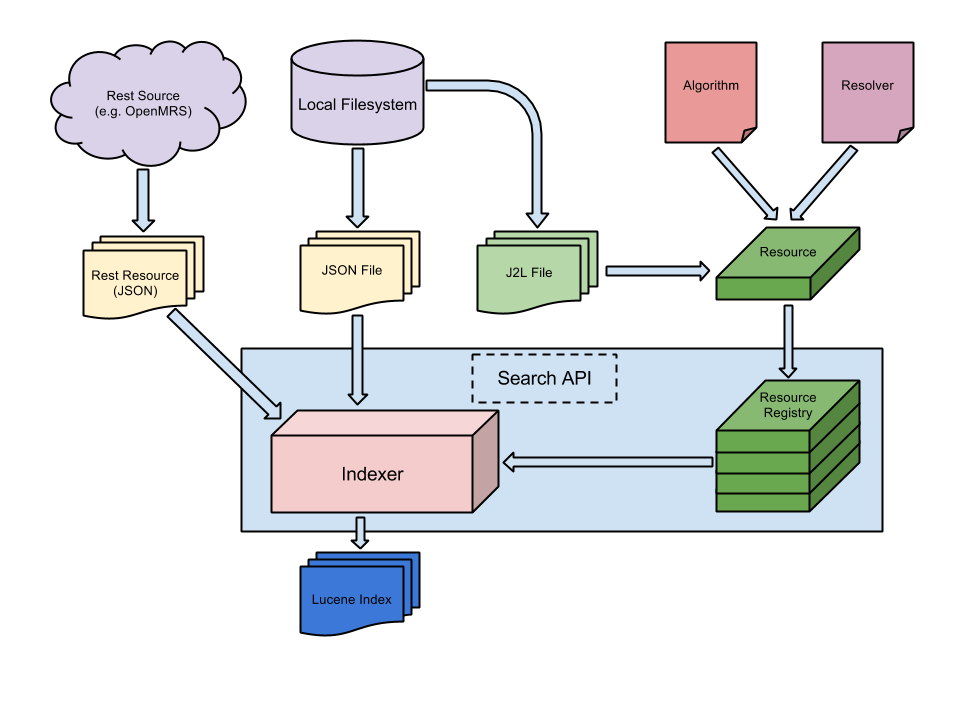 Rest Source
(e.g. OpenMRS)
Local Filesystem
Algorithm
Resolver
Rest Resource
(JSON)
JSON File
J2L File
Resource
Search API
Resource
Registry
Indexer
Lucene Index